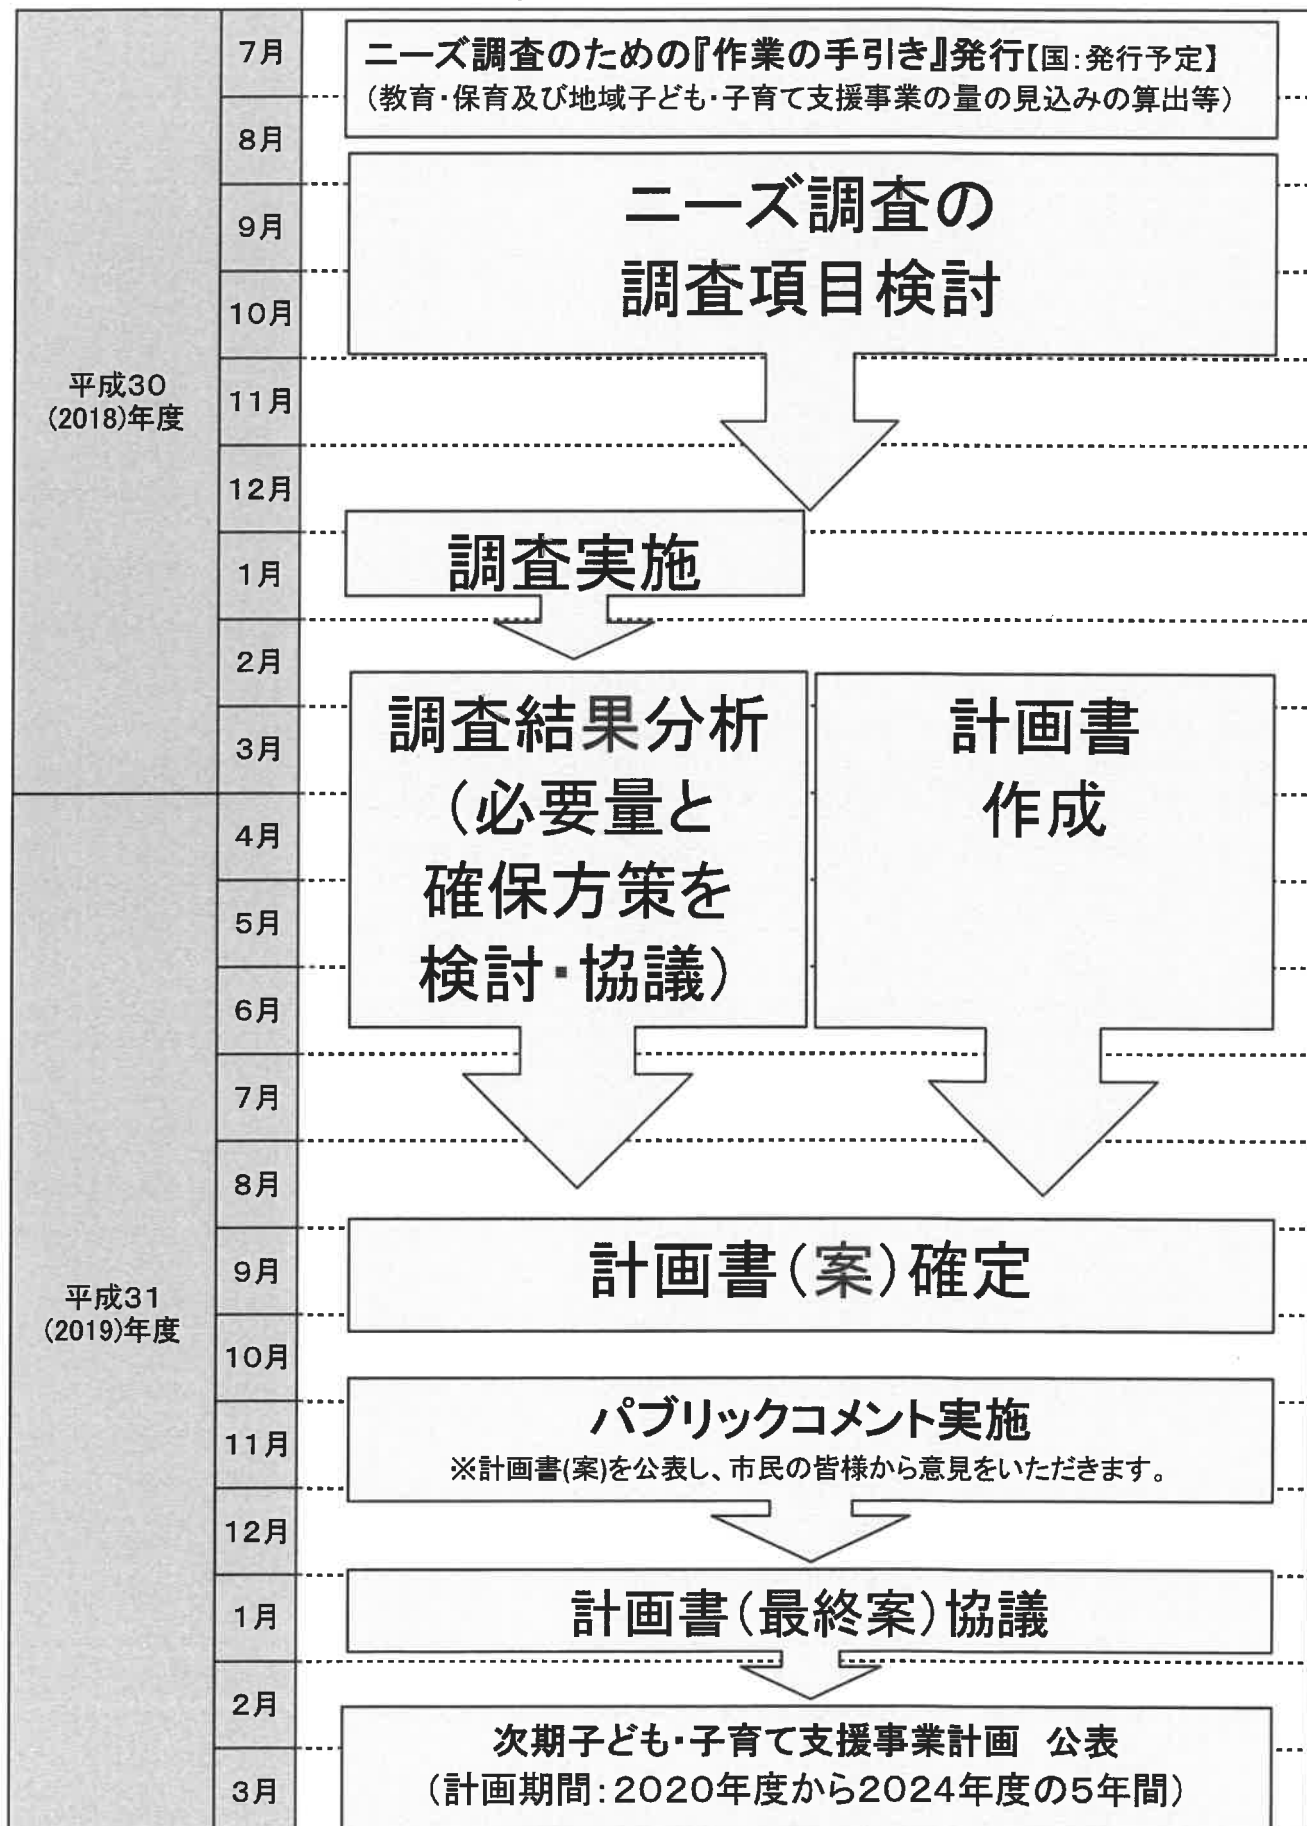 7月
ニーズ調査のための『作業の手引き』発行【国:発行予定】
（教育・保育及び地域子ども・子育て支援事業の量の見込みの算出等）
8月
ニーズ調査の
調査項目検討
9月
10月
平成30
(2018)年度
11月
12月
調査実施
1月
2月
調査結果分析
（必要量と
確保方策を
検討・協議）
計画書
作成
3月
4月
5月
6月
7月
8月
計画書（案）確定
9月
平成31
(2019)年度
10月
パブリックコメント実施
※計画書(案)を公表し、市民の皆様から意見をいただきます。
11月
12月
計画書（最終案）協議
1月
2月
次期子ども・子育て支援事業計画　公表
（計画期間：2020年度から2024年度の5年間）
3月